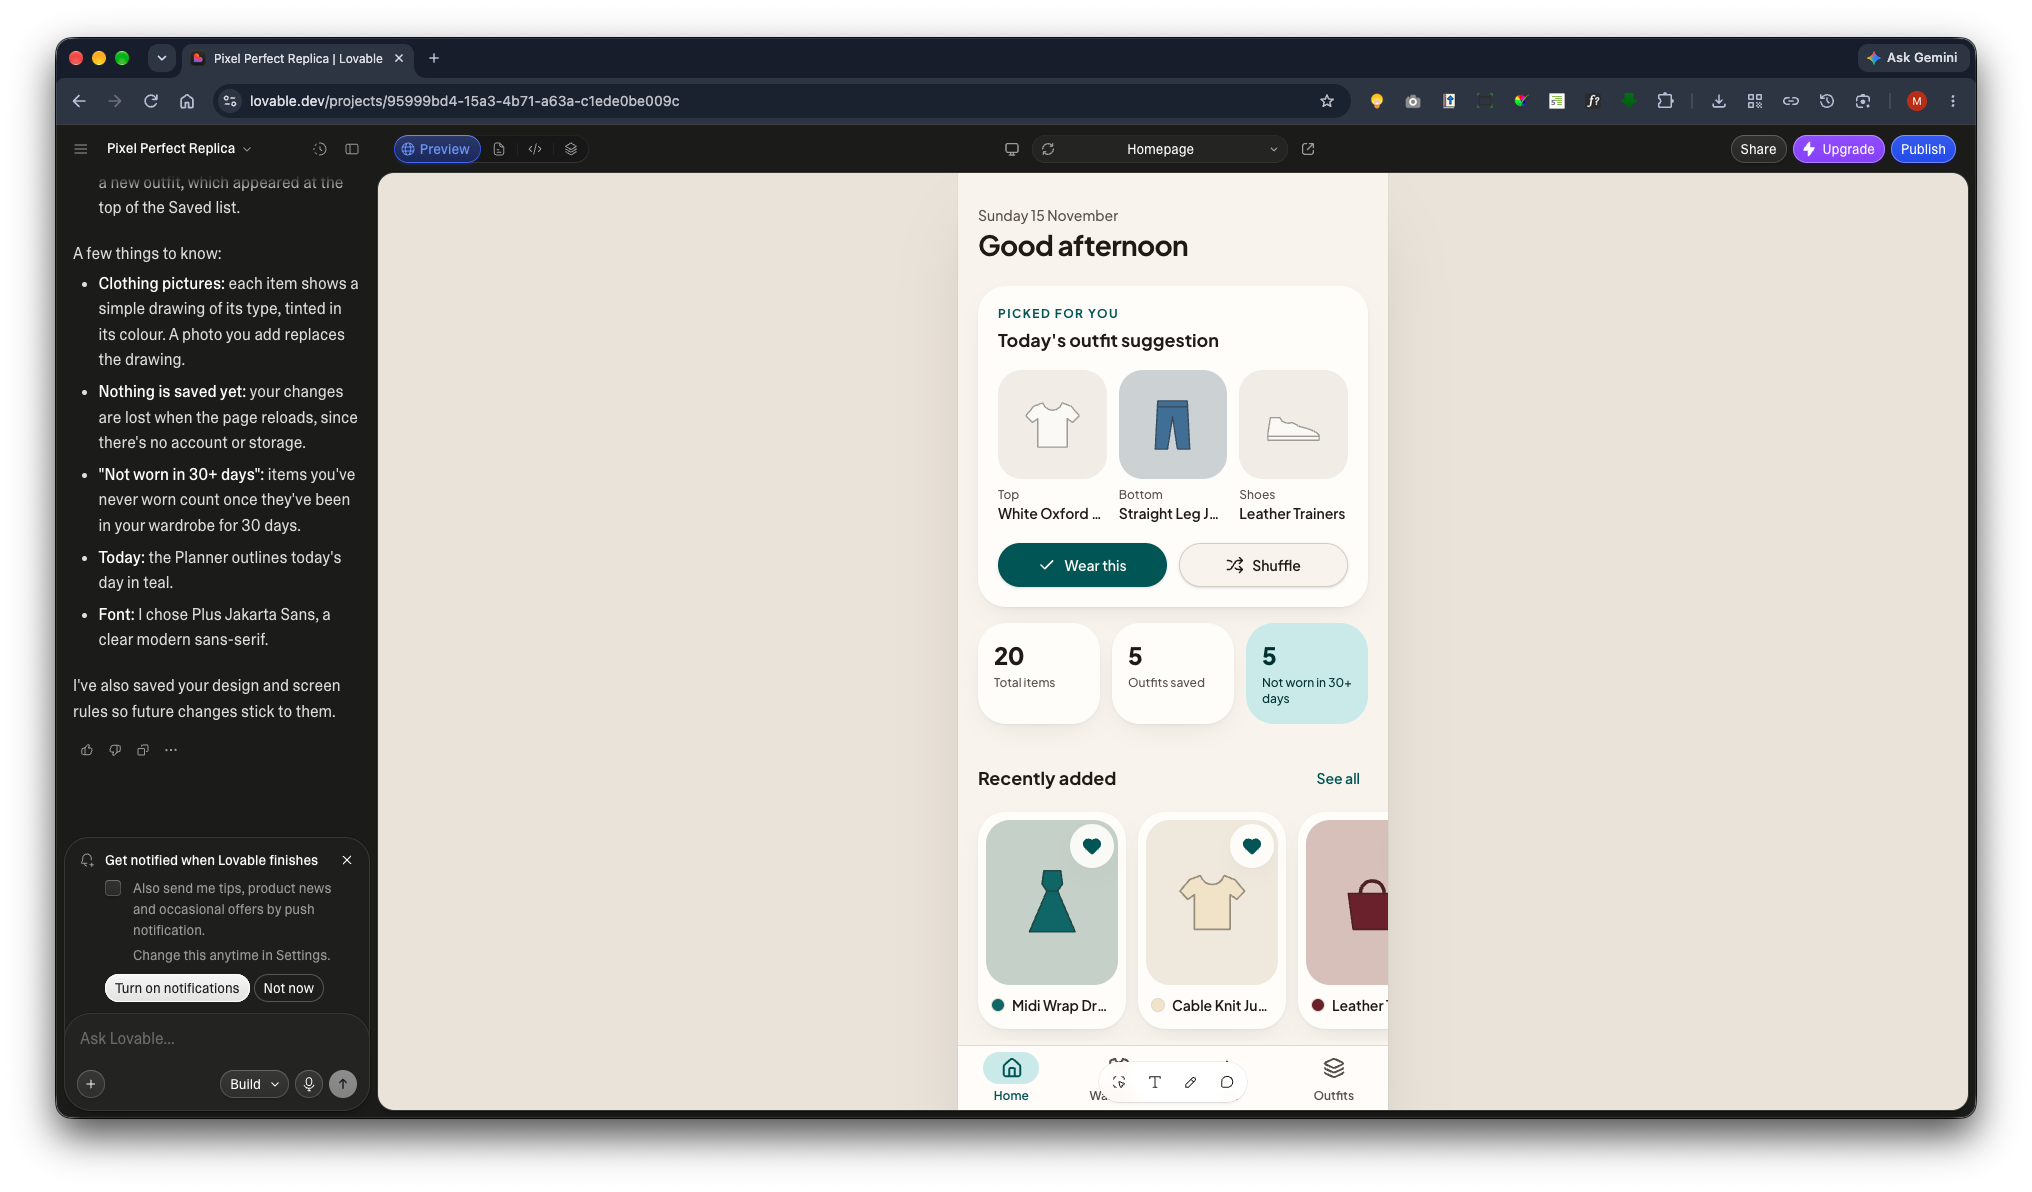 Pixel Perfect Replica | Lovable
Ask Gemini
lovable.dev/projects/95999bd4-15a3-4b71-a63a-c1ede0be009c
f?
M
Pixel Perfect Replica
Preview
Homepage
Share
Upgrade
Publish
a new outfit, which appeared at the
top of the Saved list.
A few things to know:
• Clothing pictures: each item shows a
simple drawing of its type, tinted in
its colour. A photo you add replaces
the drawing.
• Nothing is saved yet: your changes
are lost when the page reloads, since
there's no account or storage.
• "Not worn in 30+ days": items you've
never worn count once they've been
in your wardrobe for 30 days.
• Today: the Planner outlines today's
day in teal.
• Font: I chose Plus Jakarta Sans, a
clear modern sans-serif.
I've also saved your design and screen
rules so future changes stick to them.
Get notified when Lovable finishes
Also send me tips, product news
and occasional offers by push
notification.
Change this anytime in Settings.
Turn on notifications
Not now
Ask Lovable...
Build
Sunday 15 November
Good afternoon
PICKED FOR YOU
Today's outfit suggestion
Top
White Oxford ...
Bottom
Straight Leg J...
Shoes
Leather Trainers
Wear this
Shuffle
20
Total items
5
Outfits saved
5
Not worn in 30+
days
Recently added
See all
Midi Wrap Dr...
Cable Knit Ju...
Leather
Home
Wa
Outfits